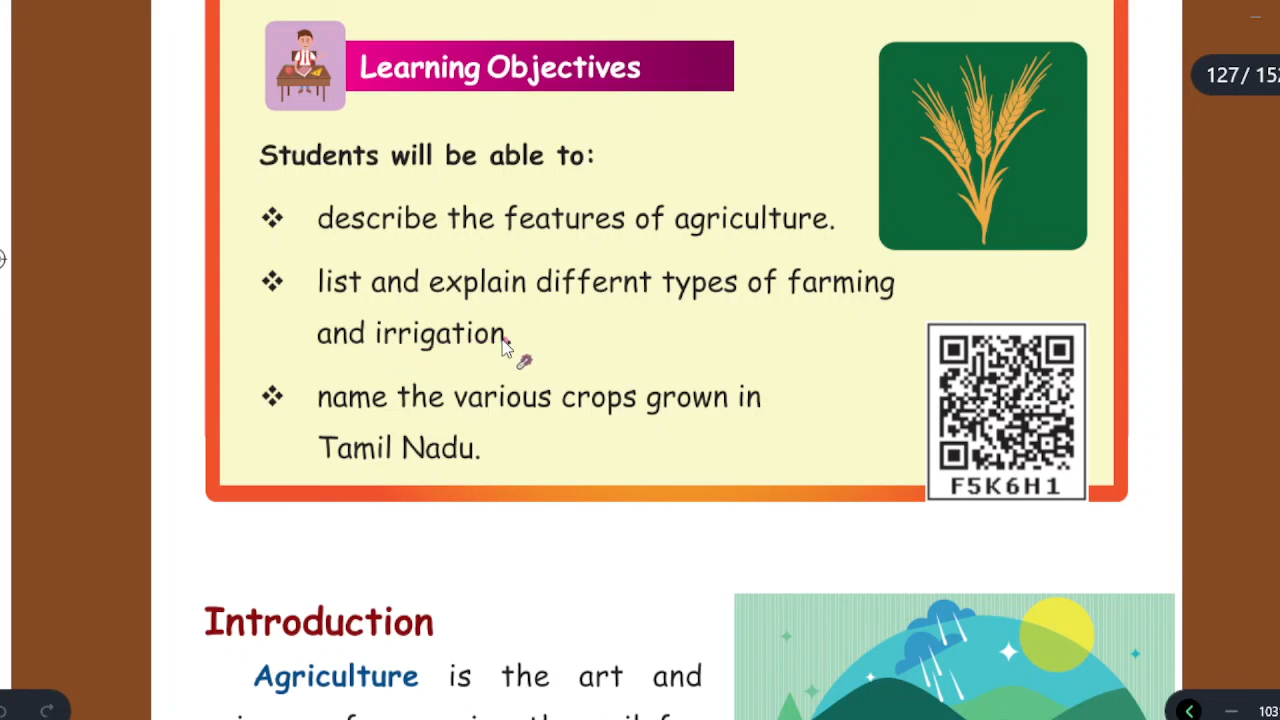 Learning Objectives
127/ 152
Students will be able to:
❖ describe the features of agriculture.
❖ list and explain differnt types of farming
and irrigation.
❖ name the various crops grown in
Tamil Nadu.
F5K6H1
Introduction
Agriculture is the art and